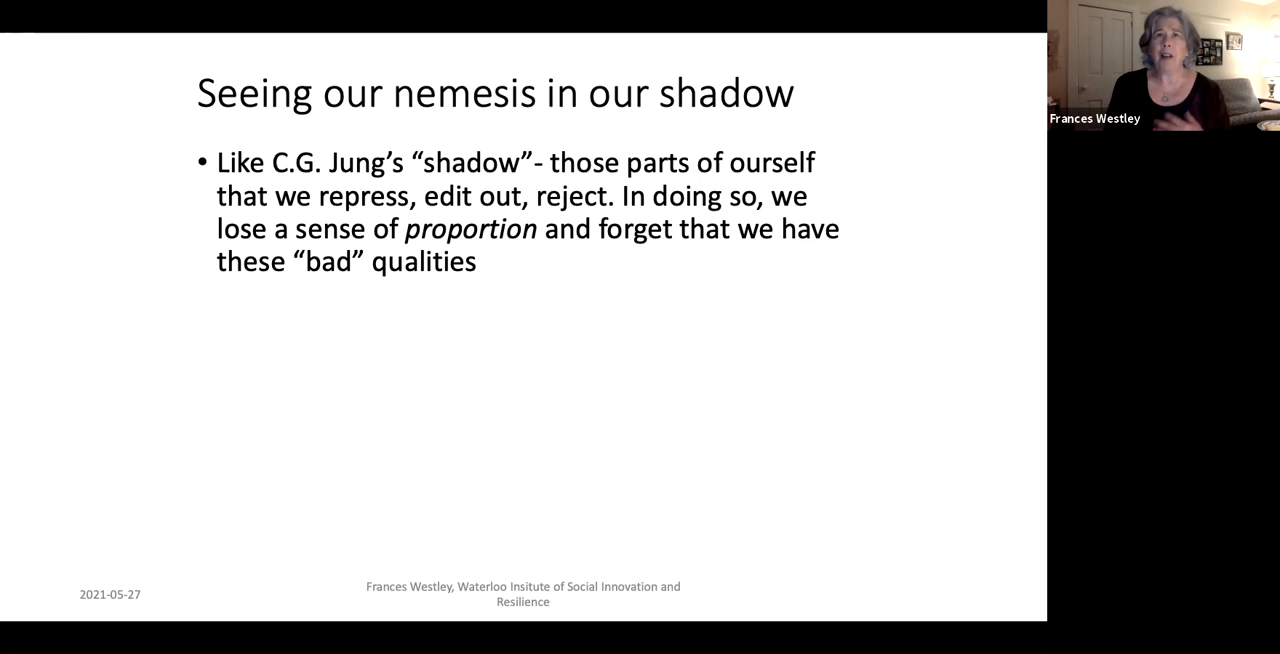 Seeing our nemesis in our shadow
• Like C.G. Jung’s “shadow”- those parts of ourself
that we repress, edit out, reject. In doing so, we
lose a sense of proportion and forget that we have
these “bad” qualities
2021-05-27
Frances Westley, Waterloo Insitute of Social Innovation and
Resilience
Frances Westley